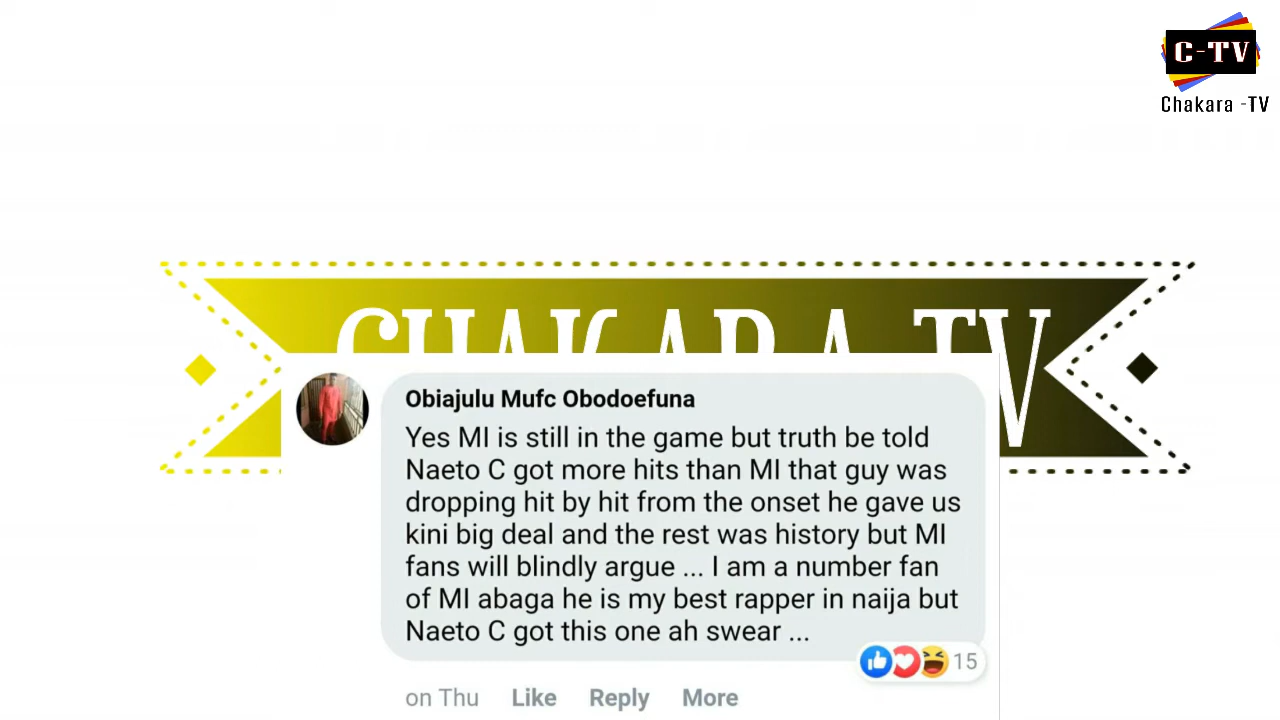 C-TV
Chakara -TV
CHAKARA TV
Obiajulu Mufc Obodoefuna
Yes MI is still in the game but truth be told
Naeto C got more hits than MI that guy was
dropping hit by hit from the onset he gave us
kini big deal and the rest was history but MI
fans will blindly argue ... I am a number fan
of MI abaga he is my best rapper in naija but
Naeto C got this one ah swear ...
15
on Thu Like Reply More